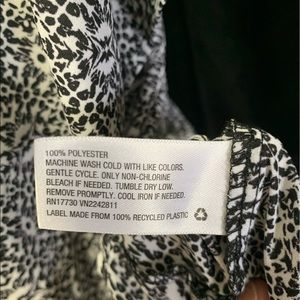 100% POLYESTER
MACHINE WASH COLD WITH LIKE COLORS.
GENTLE CYCLE. ONLY NON-CHLORINE
BLEACH IF NEEDED. TUMBLE DRY LOW.
REMOVE PROMPTLY. COOL IRON IF NEEDED.
RN17730 VN2242811
LABEL MADE FROM 100% RECYCLED PLASTIC